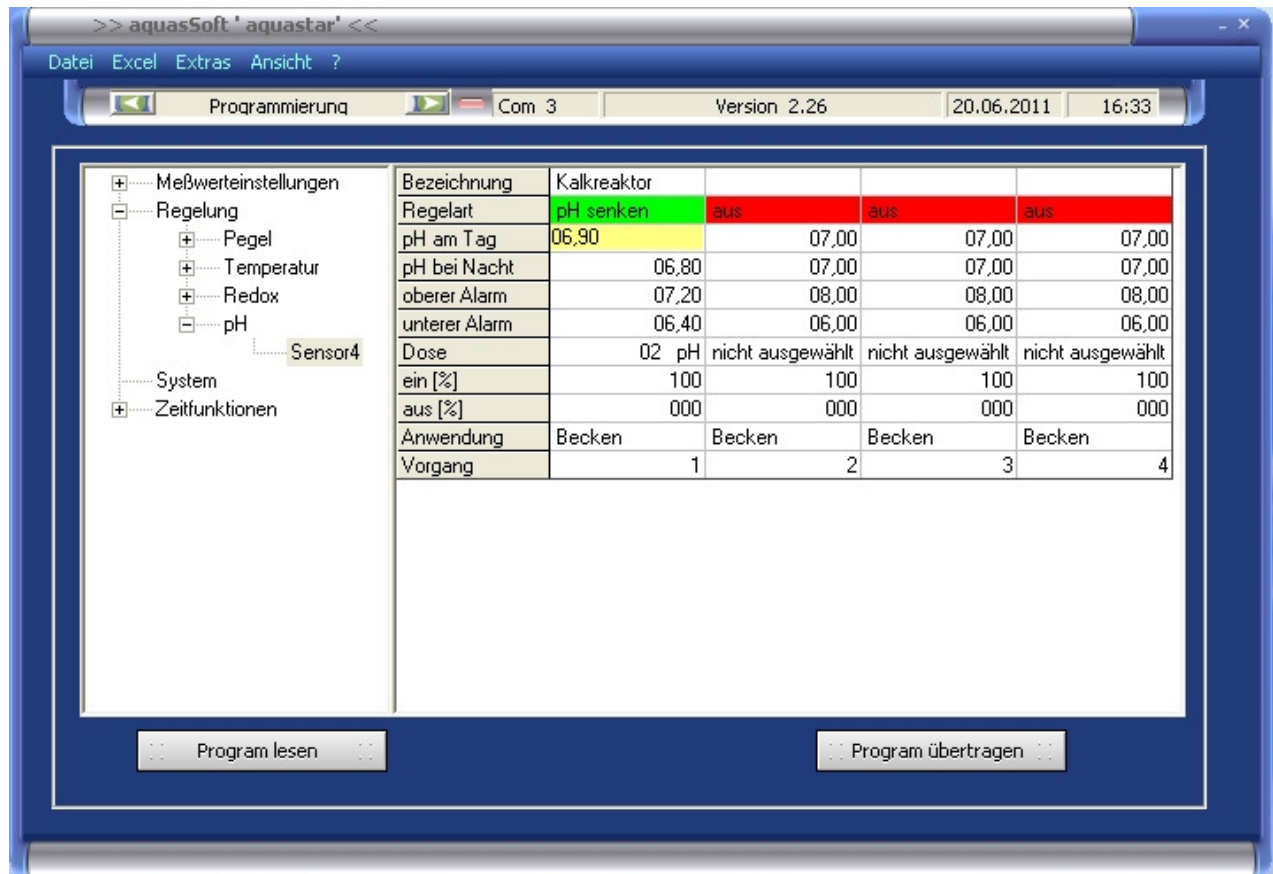 >> aquasSoft ' aquastar' <<
Datei Excel Extras Ansicht ?
Programmierung Com 3 Version 2.26 20.06.2011 16:33
Meßwerteinstellungen
Regelung
Pegel
Temperatur
Redox
pH
Sensor4
System
Zeitfunktionen
Bezeichnung Kalkreaktor
Regelart pH senken aus aus aus
pH am Tag 06,90 07,00 07,00 07,00
pH bei Nacht 06,80 07,00 07,00 07,00
oberer Alarm 07,20 08,00 08,00 08,00
unterer Alarm 06,40 06,00 06,00 06,00
Dose 02 pH nicht ausgewählt nicht ausgewählt nicht ausgewählt
ein [%] 100 100 100 100
aus [%] 000 000 000 000
Anwendung Becken Becken Becken Becken
Vorgang 1 2 3 4
Program lesen Program übertragen